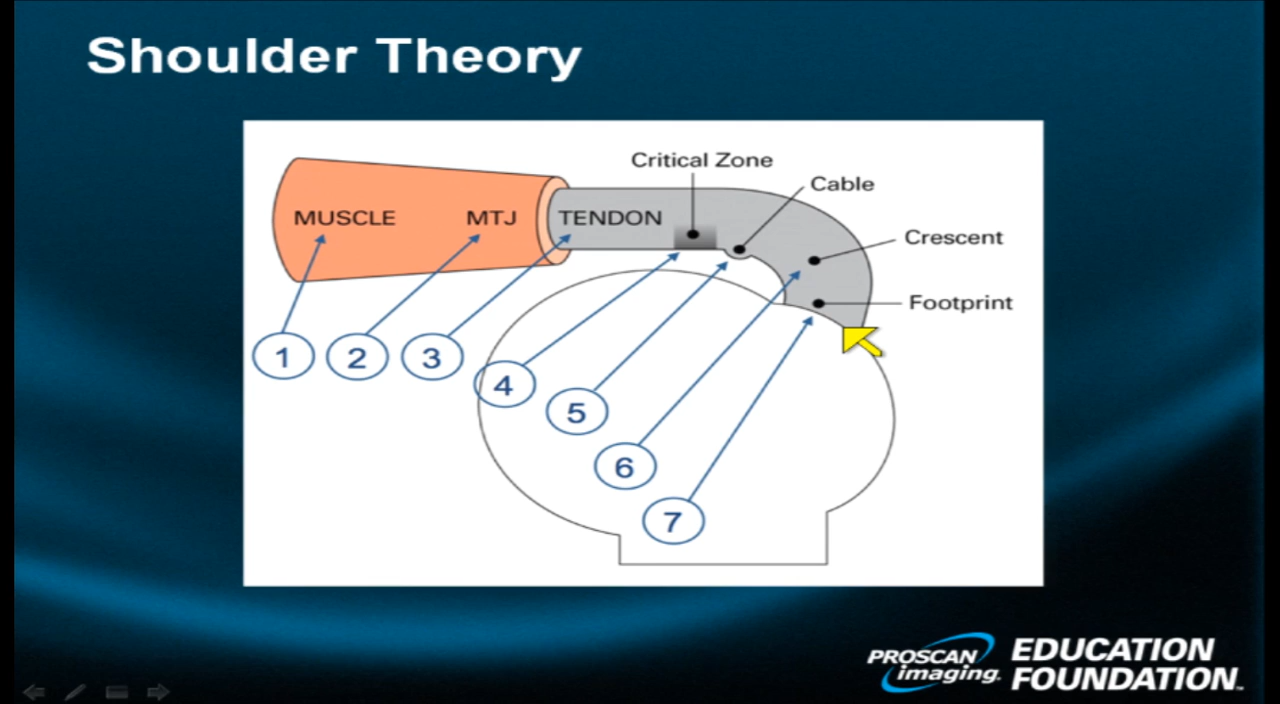 Shoulder Theory
Critical Zone
Cable
MUSCLE MTJ TENDON
Crescent
Footprint
1 2 3
4
5
6
7
PROSCAN imaging. EDUCATION FOUNDATION™